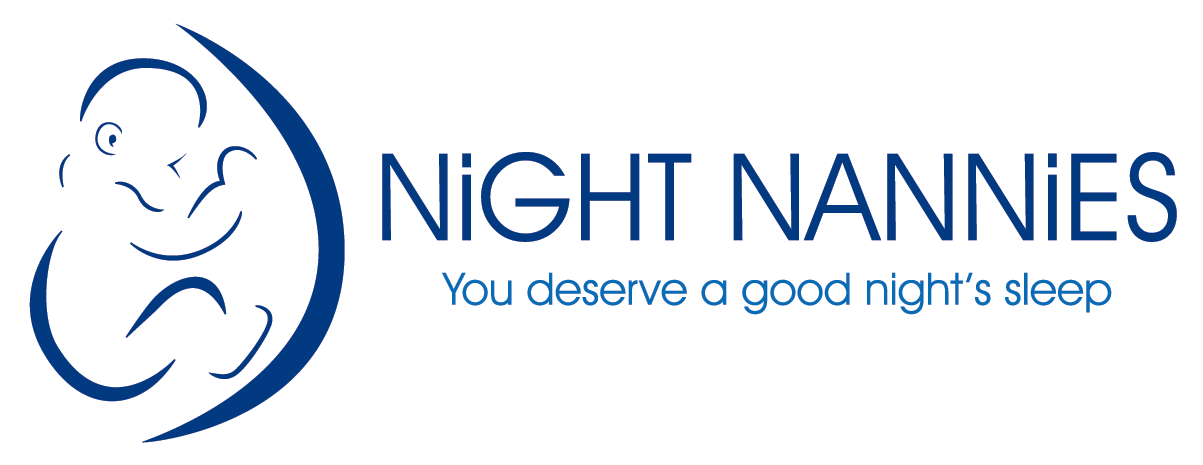 NiGHT NANNiES
You deserve a good night's sleep